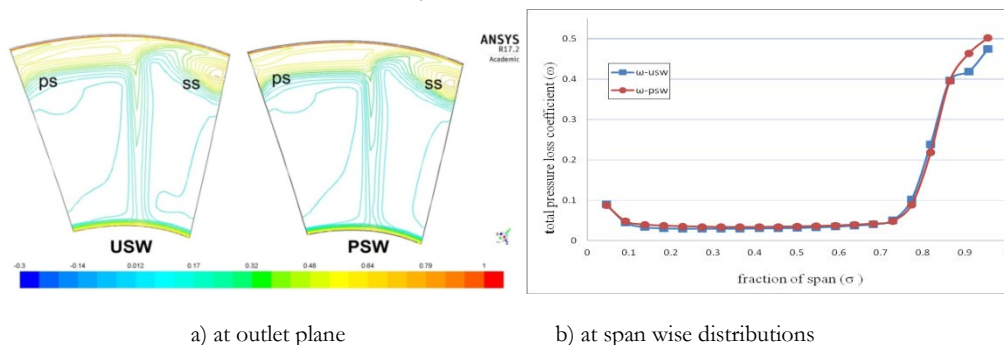 ANSYS
R17.2
Academic
ps
ss
ps
ss
USW
PSW
-0.3 -0.14 0.012 0.17 0.32 0.48 0.64 0.79 1
a) at outlet plane
total pressure loss coefficient (ω)
0.5
0.4
0.3
0.2
0.1
0
ω-usw
ω-psw
0 0.1 0.2 0.3 0.4 0.5 0.6 0.7 0.8 0.9
fraction of span (σ )
b) at span wise distributions